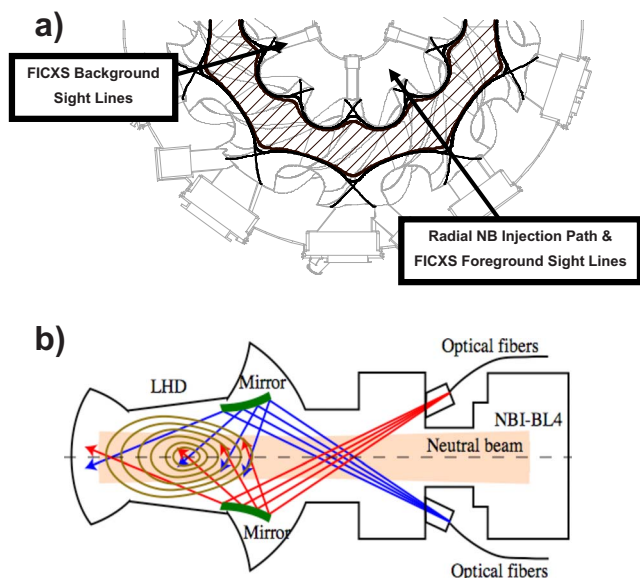 a)
FICXS Background
Sight Lines
Radial NB Injection Path &
FICXS Foreground Sight Lines
b)
Optical fibers
LHD
Mirror
NBI-BL4
Neutral beam
Mirror
Optical fibers